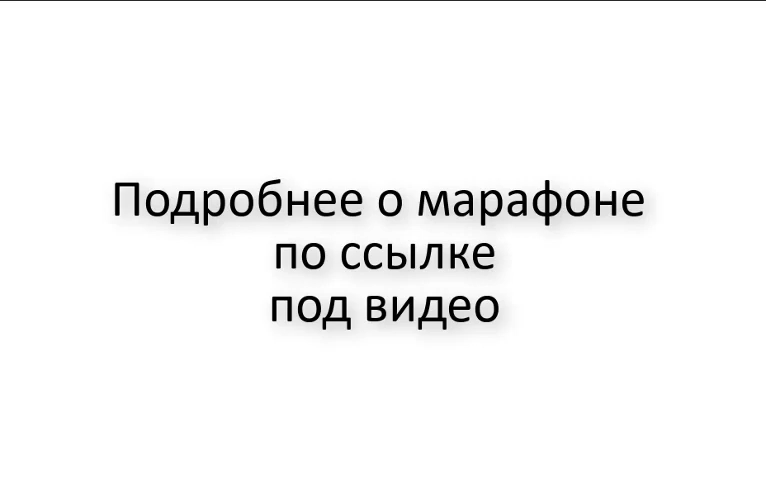 Подробнее о марафоне
по ссылке
под видео